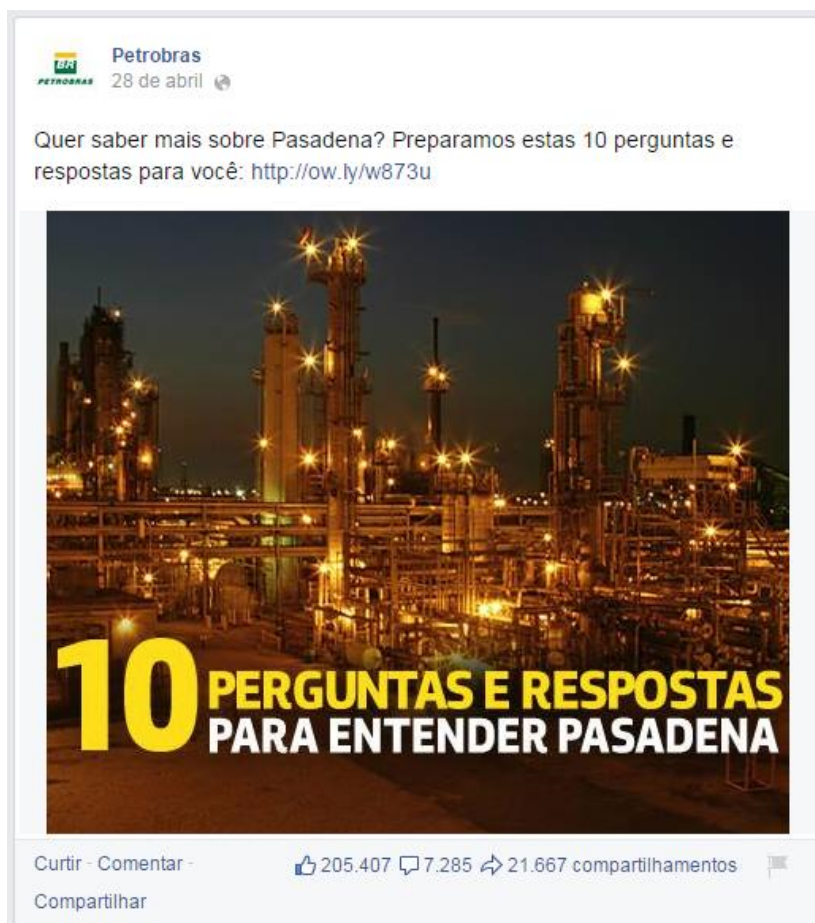 BR
PETROBRAS
Petrobras
28 de abril
Quer saber mais sobre Pasadena? Preparamos estas 10 perguntas e
respostas para você: http://ow.ly/w873u
10 PERGUNTAS E RESPOSTAS
PARA ENTENDER PASADENA
Curtir · Comentar ·
Compartilhar
205.407 7.285 21.667 compartilhamentos